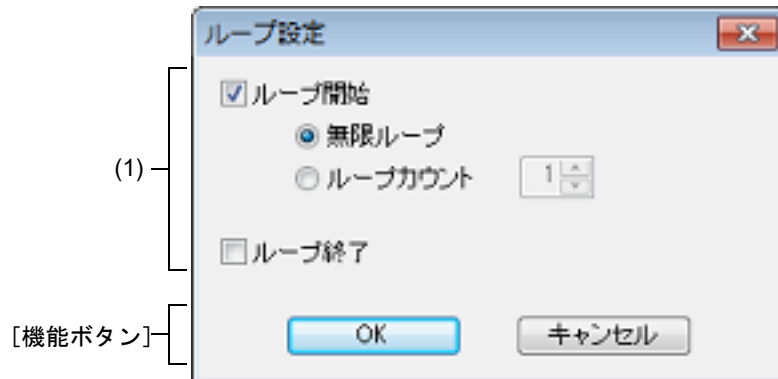 ループ設定
ループ開始
無限ループ
(1)
ループカウント 1
ループ終了
[機能ボタン]
OK キャンセル